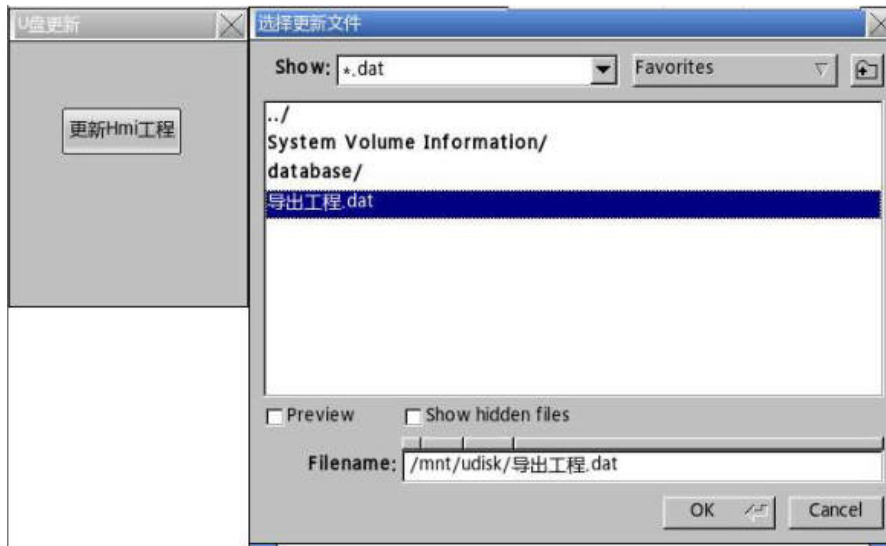 U盘更新
更新Hmi工程
选择更新文件
Show: *.dat
Favorites
../
System Volume Information/
database/
导出工程.dat
Preview
Show hidden files
Filename: /mnt/udisk/导出工程.dat
OK
Cancel